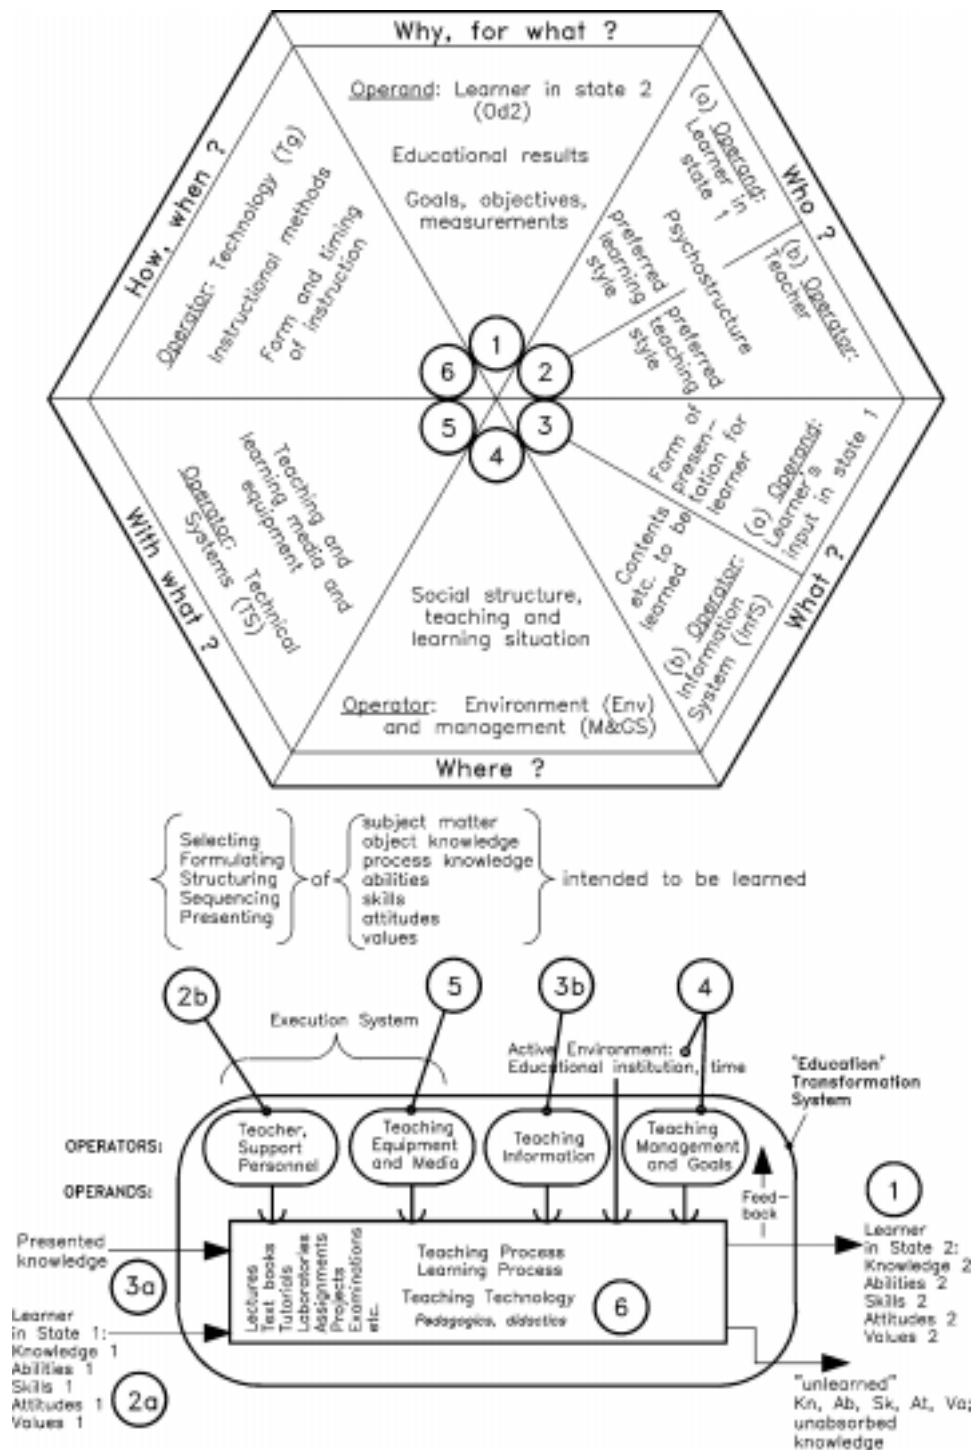 Why, for what ?
Operand: Learner in state 2
(Od2)
Educational results
Goals, objectives,
measurements
Who ?
(a) Operand:
Learner in
state 1
(b) Operator:
Teacher
Psychostructure
preferred
learning
style
preferred
teaching
style
What ?
(a) Operand:
Learner's
input in state 1
Form of
presen-
tation for
learner
Contents
etc. to be
learned
(b) Operator:
Information
System (InfS)
Where ?
Social structure,
teaching and
learning situation
Operator: Environment (Env)
and management (M&GS)
With what ?
Teaching and
learning media and
equipment
Operator: Technical
Systems (TS)
How, when ?
Operator: Technology (Tg)
Instructional methods
Form and timing
of instruction
1
2
3
4
5
6
Selecting
Formulating
Structuring
Sequencing
Presenting
of
subject matter
object knowledge
process knowledge
abilities
skills
attitudes
values
intended to be learned
2b
5
3b
4
Execution System
Active Environment:
Educational institution, time
"Education"
Transformation
System
OPERATORS:
Teacher,
Support
Personnel
Teaching
Equipment
and Media
Teaching
Information
Teaching
Management
and Goals
OPERANDS:
Feed-
back
1
Presented
knowledge
3a
Learner
in State 1:
Knowledge 1
Abilities 1
Skills 1
Attitudes 1
Values 1
2a
Lectures
Text books
Tutorials
Laboratories
Assignments
Projects
Examinations
etc.
Teaching Process
Learning Process
Teaching Technology
Pedagogics, didactics
6
Learner
in State 2:
Knowledge 2
Abilities 2
Skills 2
Attitudes 2
Values 2
"unlearned"
Kn, Ab, Sk, At, Va;
unabsorbed
knowledge